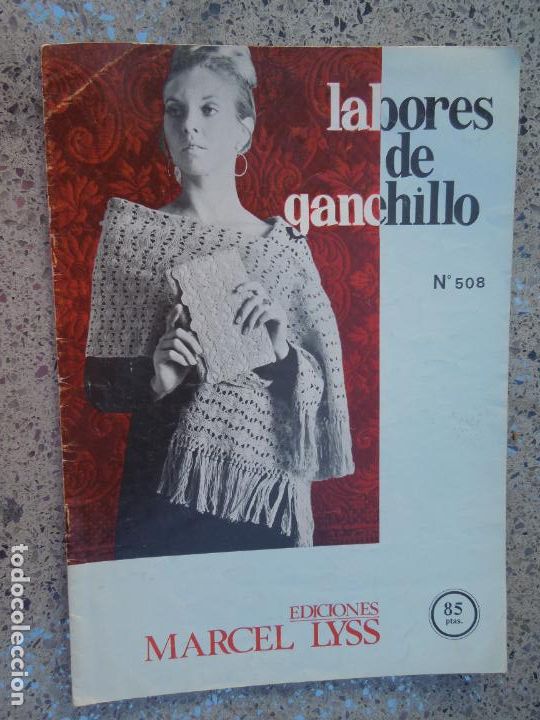 labores
de
ganchillo
N° 508
EDICIONES
MARCEL LYSS
85
ptas.
todocoleccion